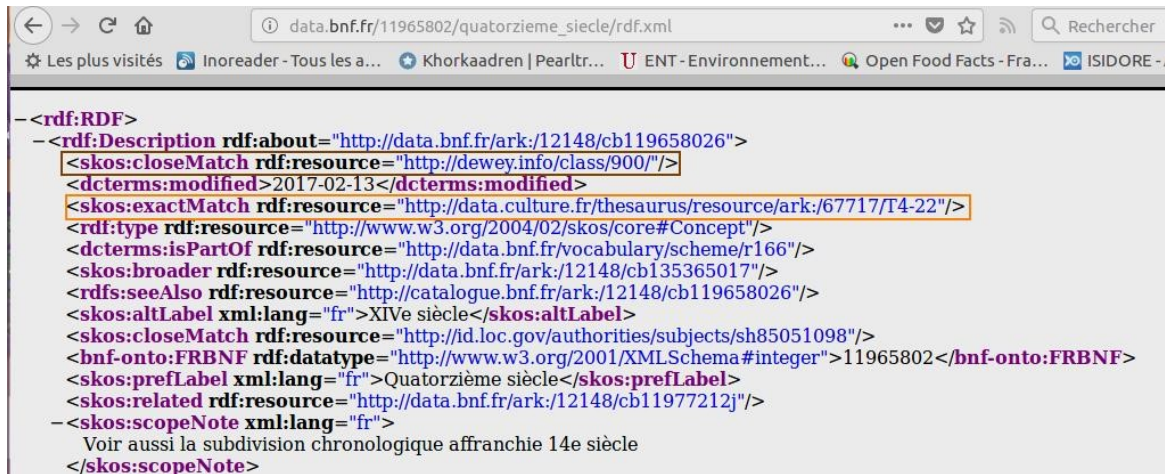 data.bnf.fr/11965802/quatorzieme_siecle/rdf.xml ... Rechercher
Les plus visités Inoreader - Tous les a... Khorkaadren | Pearltr... ENT - Environnement... Open Food Facts - Fra... ISIDORE -
−<rdf:RDF>
−<rdf:Description rdf:about="http://data.bnf.fr/ark:/12148/cb119658026">
<skos:closeMatch rdf:resource="http://dewey.info/class/900/"/>
<dcterms:modified>2017-02-13</dcterms:modified>
<skos:exactMatch rdf:resource="http://data.culture.fr/thesaurus/resource/ark:/67717/T4-22"/>
<rdf:type rdf:resource="http://www.w3.org/2004/02/skos/core#Concept"/>
<dcterms:isPartOf rdf:resource="http://data.bnf.fr/vocabulary/scheme/r166"/>
<skos:broader rdf:resource="http://data.bnf.fr/ark:/12148/cb135365017"/>
<rdfs:seeAlso rdf:resource="http://catalogue.bnf.fr/ark:/12148/cb119658026"/>
<skos:altLabel xml:lang="fr">XIVe siècle</skos:altLabel>
<skos:closeMatch rdf:resource="http://id.loc.gov/authorities/subjects/sh85051098"/>
<bnf-onto:FRBNF rdf:datatype="http://www.w3.org/2001/XMLSchema#integer">11965802</bnf-onto:FRBNF>
<skos:prefLabel xml:lang="fr">Quatorzième siècle</skos:prefLabel>
<skos:related rdf:resource="http://data.bnf.fr/ark:/12148/cb11977212j"/>
−<skos:scopeNote xml:lang="fr">
Voir aussi la subdivision chronologique affranchie 14e siècle
</skos:scopeNote>